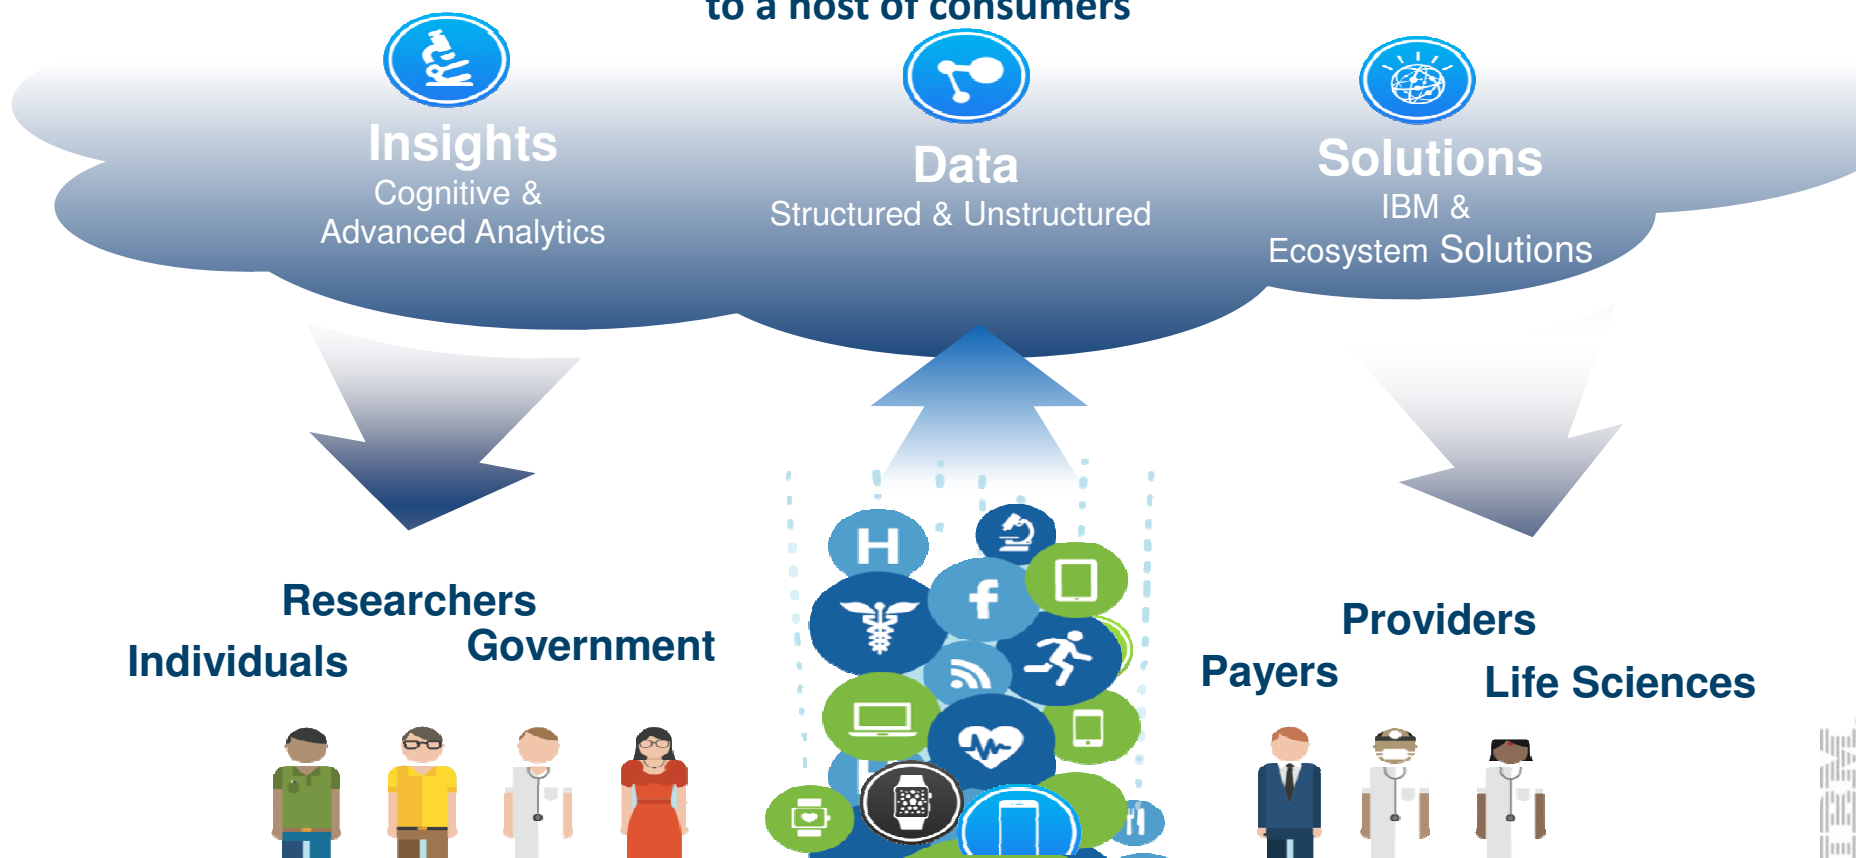 to a host of consumers
Insights
Cognitive &
Advanced Analytics
Data
Structured & Unstructured
Solutions
IBM &
Ecosystem Solutions
Researchers
Government
Individuals
Providers
Payers
Life Sciences
H
f
IBM